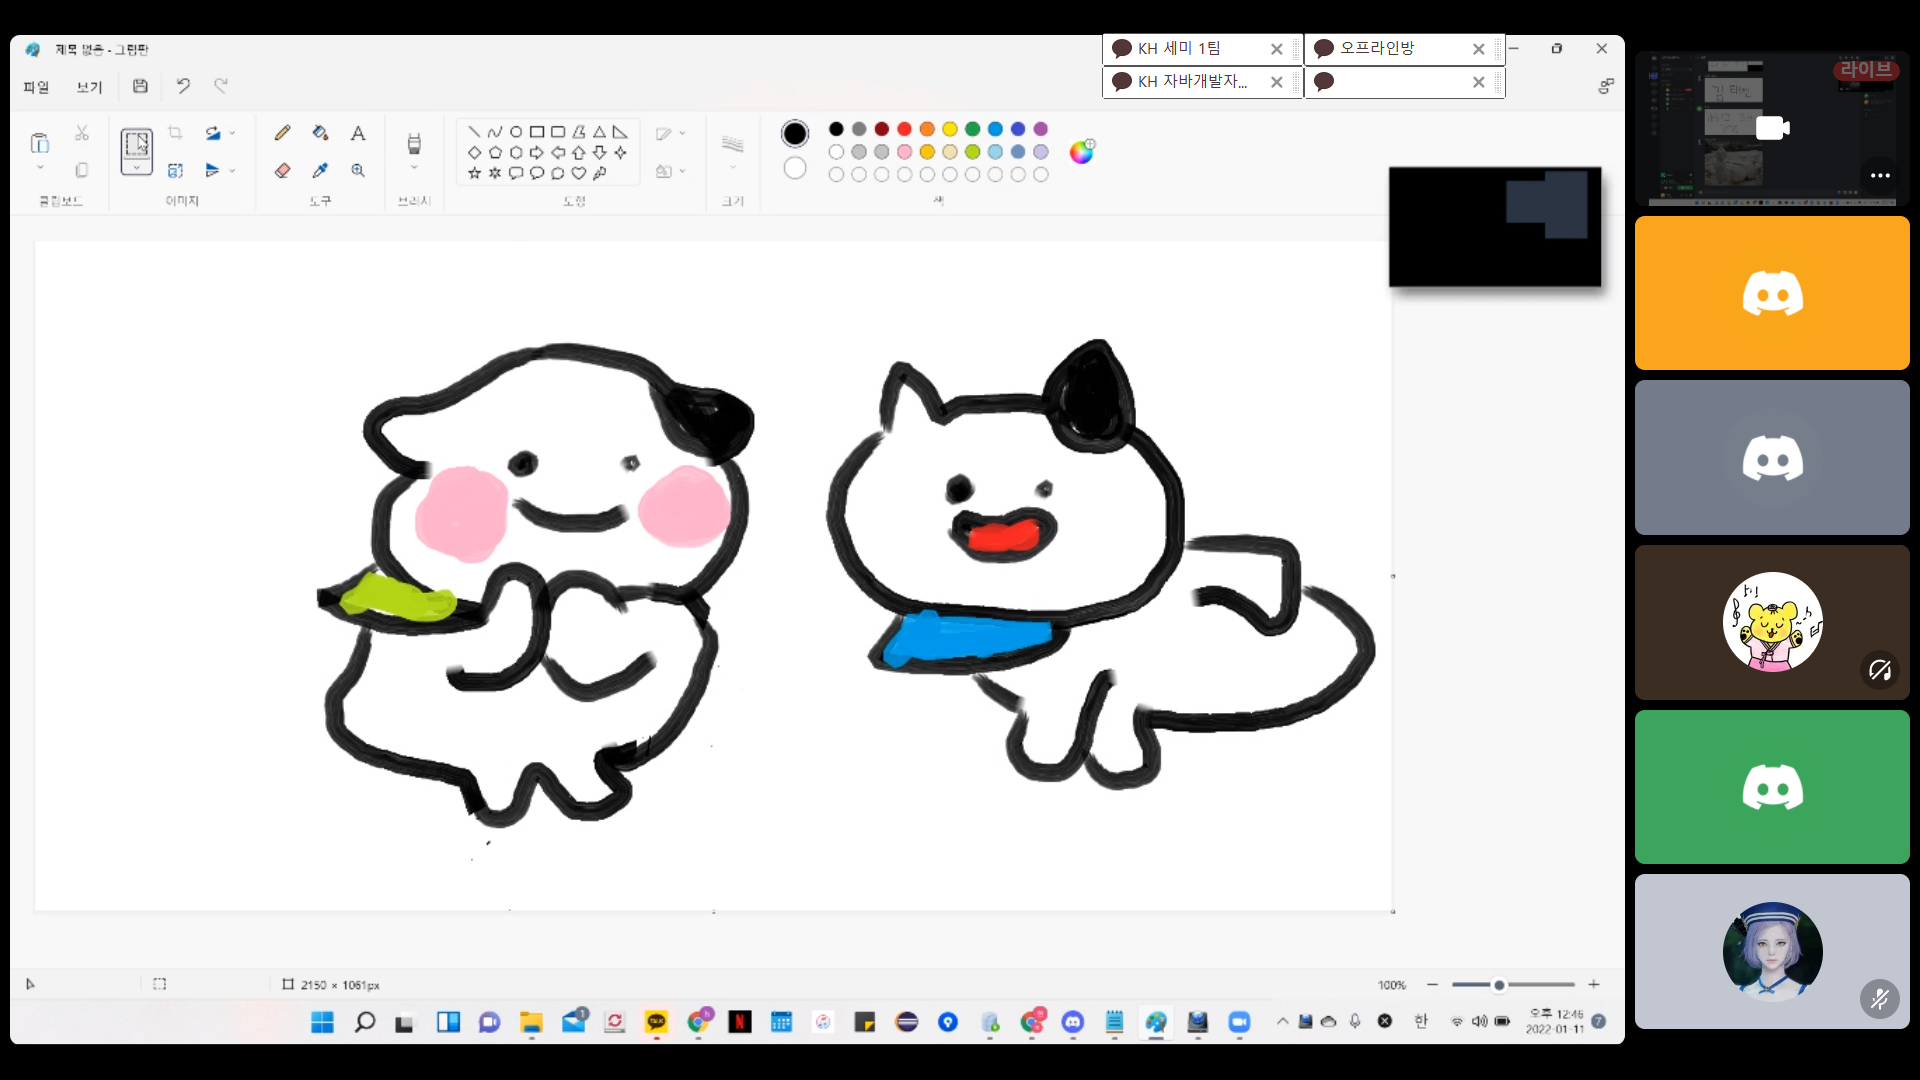 제목 없음 - 그림판
KH 세미 1팀
오프라인방
KH 자바개발자...
파일
보기
라이브
A
클립보드
이미지
도구
브러시
도형
크기
색
2150 × 1061px
100%
1
TALK
N
한
오후 12:46
2022-01-11
7